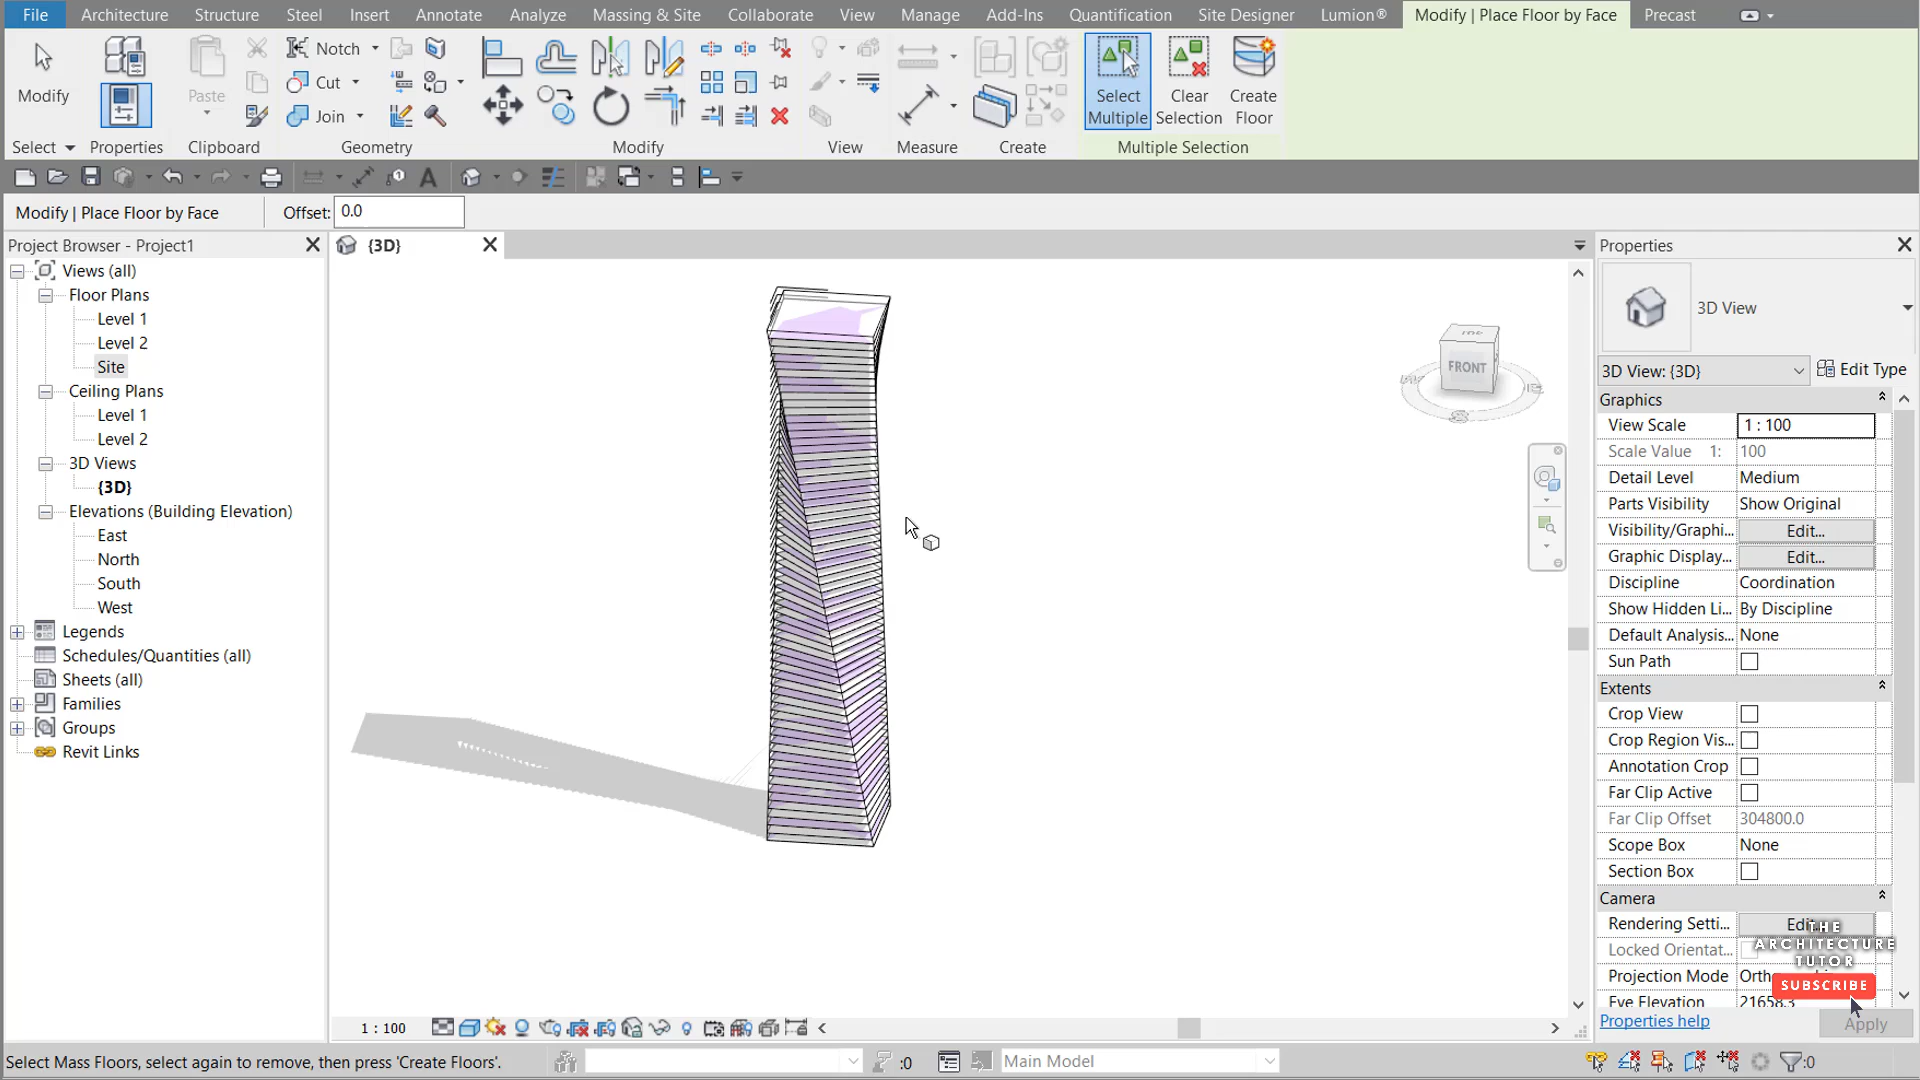 File Architecture Structure Steel Insert Annotate Analyze Massing & Site Collaborate View Manage Add-Ins Quantification Site Designer Lumion® Modify | Place Floor by Face Precast
Notch
Modify Paste Cut Select Multiple Clear Selection Create Floor
Join
Select Properties Clipboard Geometry Modify View Measure Create Multiple Selection
Modify | Place Floor by Face Offset: 0.0
Project Browser - Project1
{3D}
Properties
Views (all)
Floor Plans
Level 1
Level 2
Site
Ceiling Plans
Level 1
Level 2
3D Views
{3D}
Elevations (Building Elevation)
East
North
South
West
Legends
Schedules/Quantities (all)
Sheets (all)
Families
Groups
Revit Links
FRONT
3D View
3D View: {3D} Edit Type
Graphics
View Scale 1 : 100
Scale Value 1: 100
Detail Level Medium
Parts Visibility Show Original
Visibility/Graphi... Edit...
Graphic Display... Edit...
Discipline Coordination
Show Hidden Li... By Discipline
Default Analysis... None
Sun Path
Extents
Crop View
Crop Region Vis...
Annotation Crop
Far Clip Active
Far Clip Offset 304800.0
Scope Box None
Section Box
Camera
Rendering Setti... Edit...
Locked Orientat...
Projection Mode
Eye Elevation 21658.3
Properties help Apply
THE
ARCHITECTURE
TUTOR
SUBSCRIBE
1 : 100
Select Mass Floors, select again to remove, then press 'Create Floors'. :0 Main Model :0